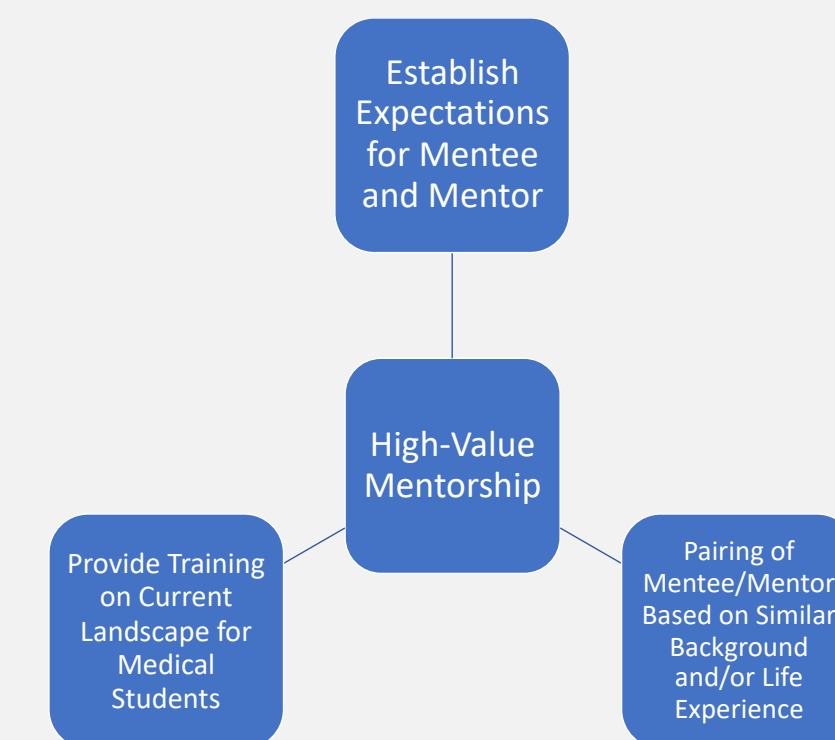 Establish
Expectations
for Mentee
and Mentor
High-Value
Mentorship
Provide Training
on Current
Landscape for
Medical
Students
Pairing of
Mentee/Mentor
Based on Similar
Background
and/or Life
Experience